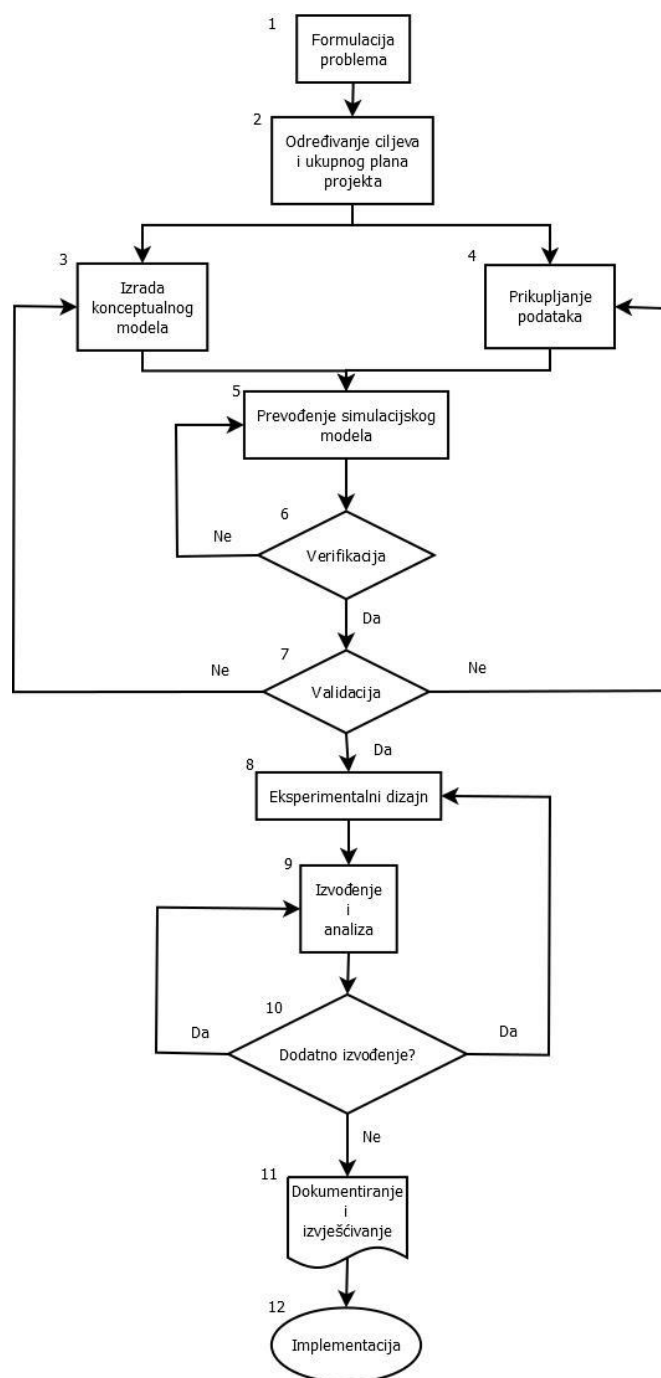 1
Formulacija
problema
2
Određivanje ciljeva
i ukupnog plana
projekta
3
Izrada
konceptualnog
modela
4
Prikupljanje
podataka
5
Prevođenje simulacijskog
modela
6
Ne
Verifikacija
Da
7
Ne
Validacija
Ne
Da
8
Eksperimentalni dizajn
9
Izvođenje
i
analiza
10
Da
Dodatno izvođenje?
Da
Ne
11
Dokumentiranje
i
izvješćivanje
12
Implementacija